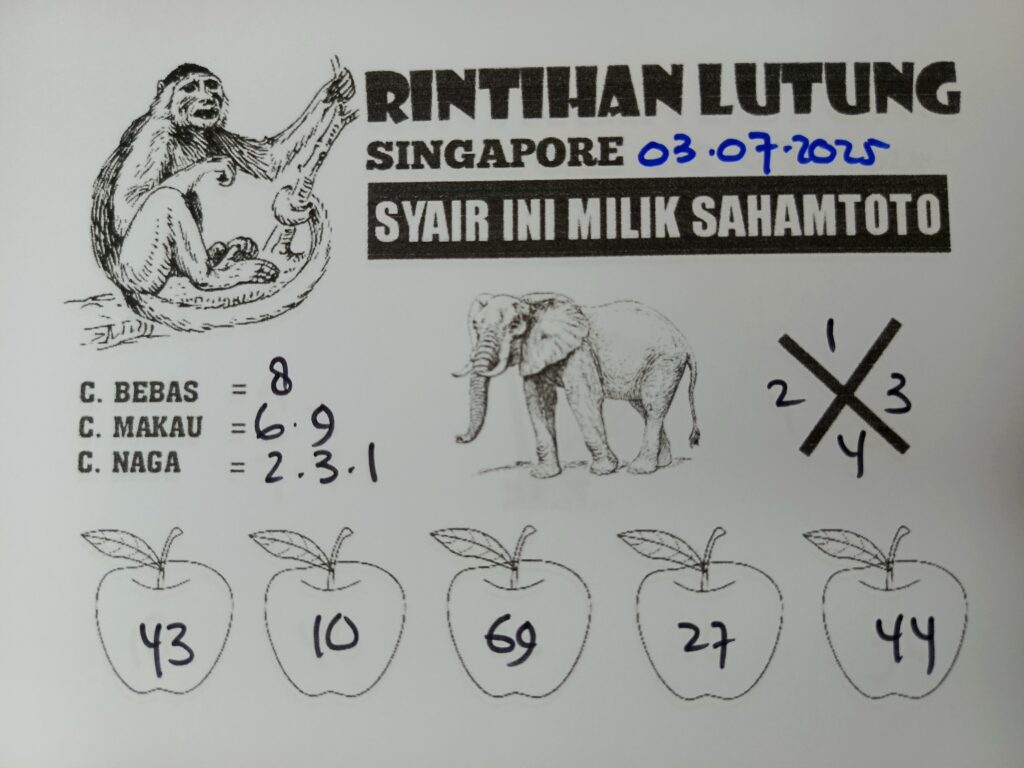 RINTIHAN LUTUNG
SINGAPORE 03.07.2025
SYAIR INI MILIK SAHAMTOTO
C. BEBAS = 8
C. MAKAU = 6.9
C. NAGA = 2.3.1
1
2 3
4
43 10 69 27 44